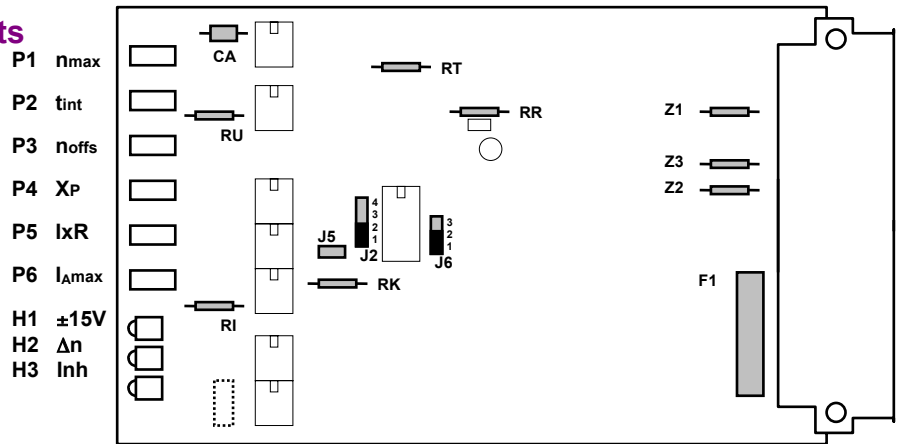 ts
P1 nmax
P2 tint
P3 noffs
P4 XP
P5 IxR
P6 IAmax
H1 ±15V
H2 Δn
H3 Inh
CA
RT
RU
RR
Z1
Z3
Z2
4
3
2
1
J5
J2
3
2
1
J6
RK
RI
F1